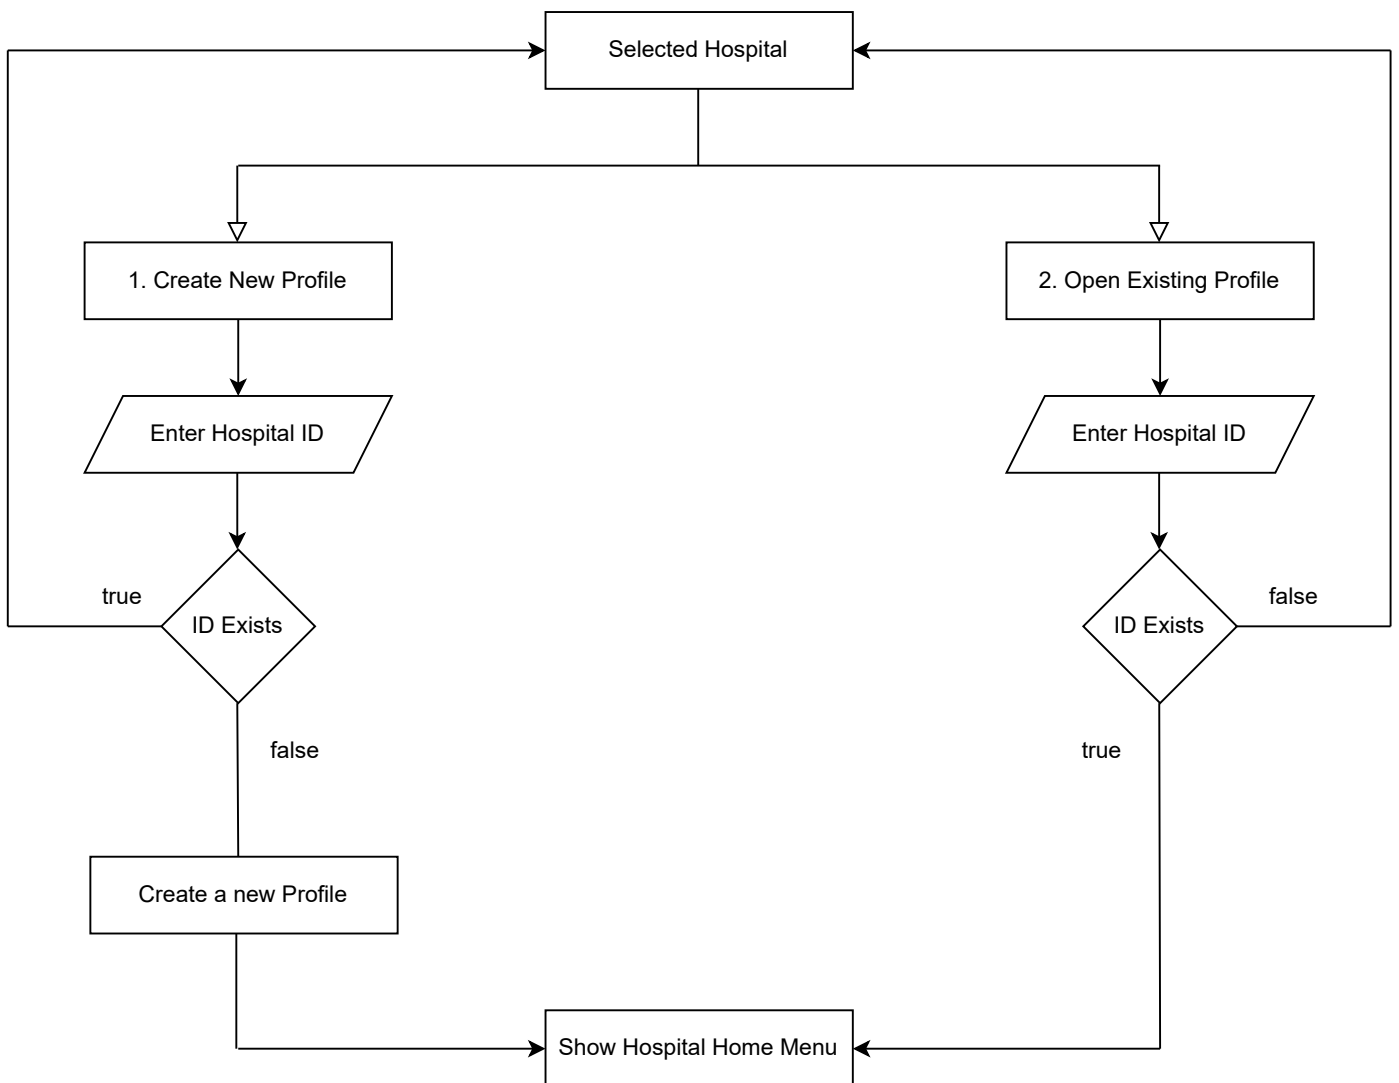 Selected Hospital
1. Create New Profile
2. Open Existing Profile
Enter Hospital ID
Enter Hospital ID
true
ID Exists
ID Exists
false
false
true
Create a new Profile
Show Hospital Home Menu